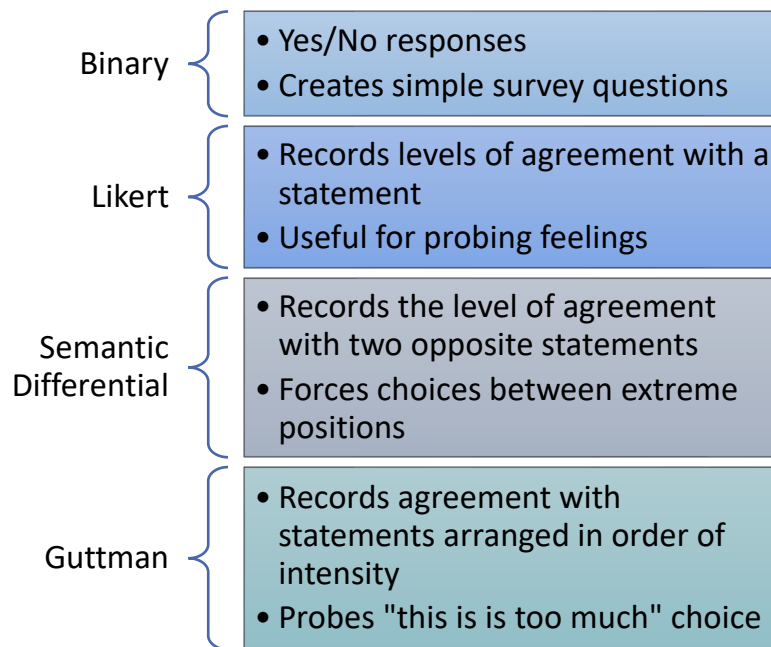 Binary
• Yes/No responses
• Creates simple survey questions
Likert
• Records levels of agreement with a
statement
• Useful for probing feelings
Semantic
Differential
• Records the level of agreement
with two opposite statements
• Forces choices between extreme
positions
Guttman
• Records agreement with
statements arranged in order of
intensity
• Probes "this is is too much" choice